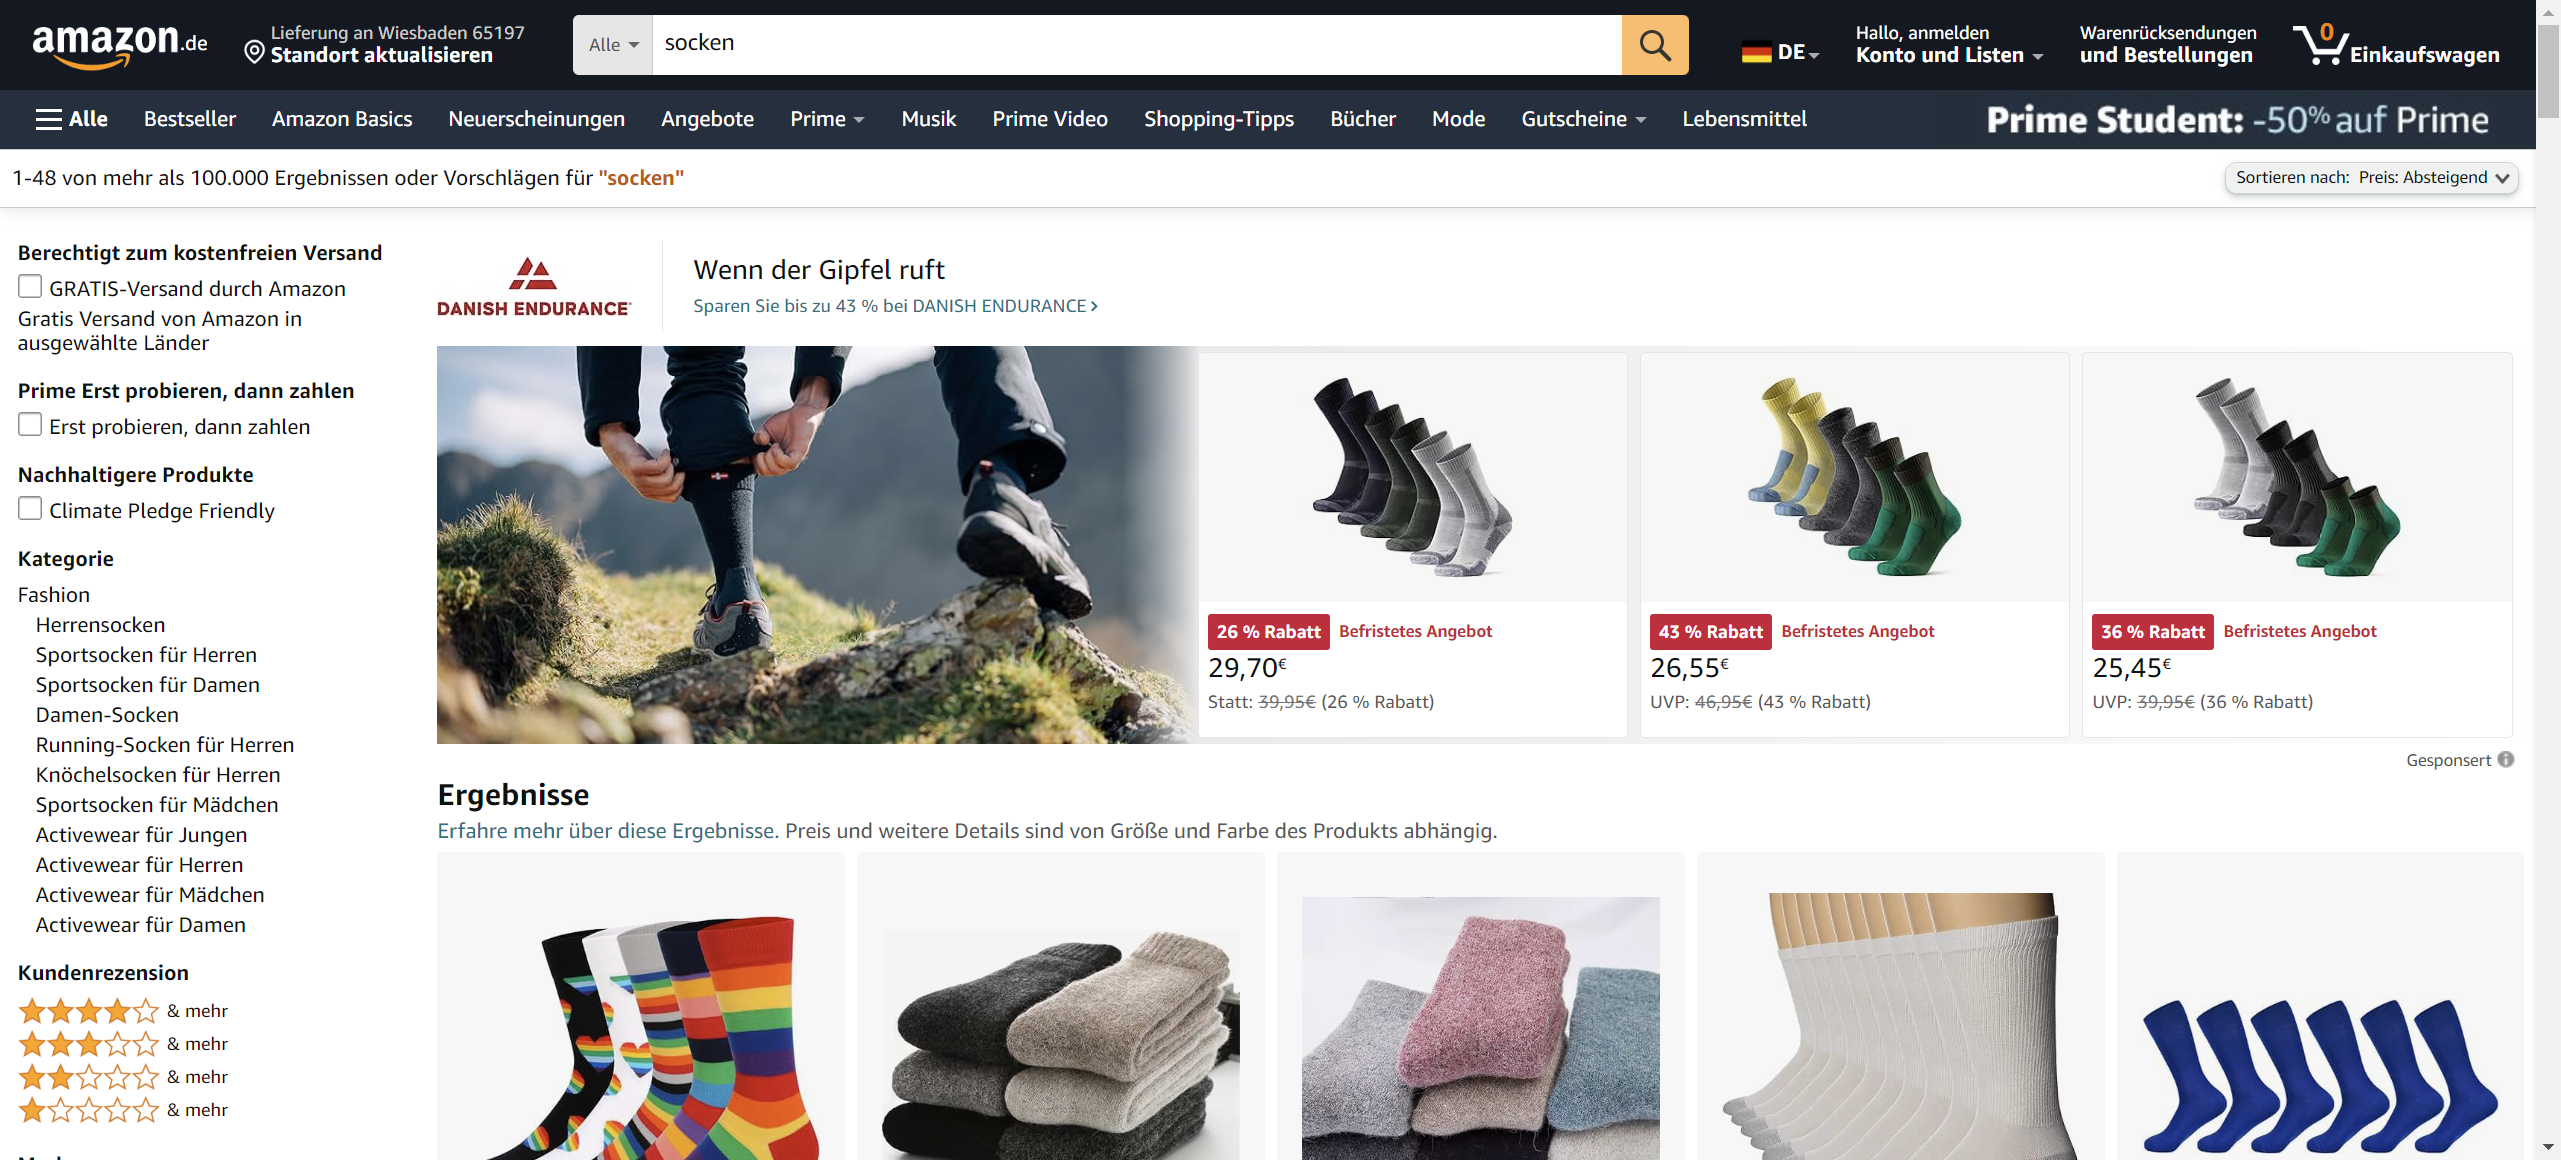 amazon.de
Lieferung an Wiesbaden 65197
Standort aktualisieren
Alle
socken
DE
Hallo, anmelden
Konto und Listen
Warenrücksendungen
und Bestellungen
0
Einkaufswagen
Alle
Bestseller
Amazon Basics
Neuerscheinungen
Angebote
Prime
Musik
Prime Video
Shopping-Tipps
Bücher
Mode
Gutscheine
Lebensmittel
Prime Student: -50% auf Prime
1-48 von mehr als 100.000 Ergebnissen oder Vorschlägen für "socken"
Sortieren nach: Preis: Absteigend
Berechtigt zum kostenfreien Versand
GRATIS-Versand durch Amazon
Gratis Versand von Amazon in
ausgewählte Länder
Prime Erst probieren, dann zahlen
Erst probieren, dann zahlen
Nachhaltigere Produkte
Climate Pledge Friendly
Kategorie
Fashion
Herrensocken
Sportsocken für Herren
Sportsocken für Damen
Damen-Socken
Running-Socken für Herren
Knöchelsocken für Herren
Sportsocken für Mädchen
Activewear für Jungen
Activewear für Herren
Activewear für Mädchen
Activewear für Damen
Kundenrezension
& mehr
& mehr
& mehr
& mehr
DANISH ENDURANCE
Wenn der Gipfel ruft
Sparen Sie bis zu 43 % bei DANISH ENDURANCE
26 % Rabatt Befristetes Angebot
29,70€
Statt: 39,95€ (26 % Rabatt)
43 % Rabatt Befristetes Angebot
26,55€
UVP: 46,95€ (43 % Rabatt)
36 % Rabatt Befristetes Angebot
25,45€
UVP: 39,95€ (36 % Rabatt)
Gesponsert
Ergebnisse
Erfahre mehr über diese Ergebnisse. Preis und weitere Details sind von Größe und Farbe des Produkts abhängig.